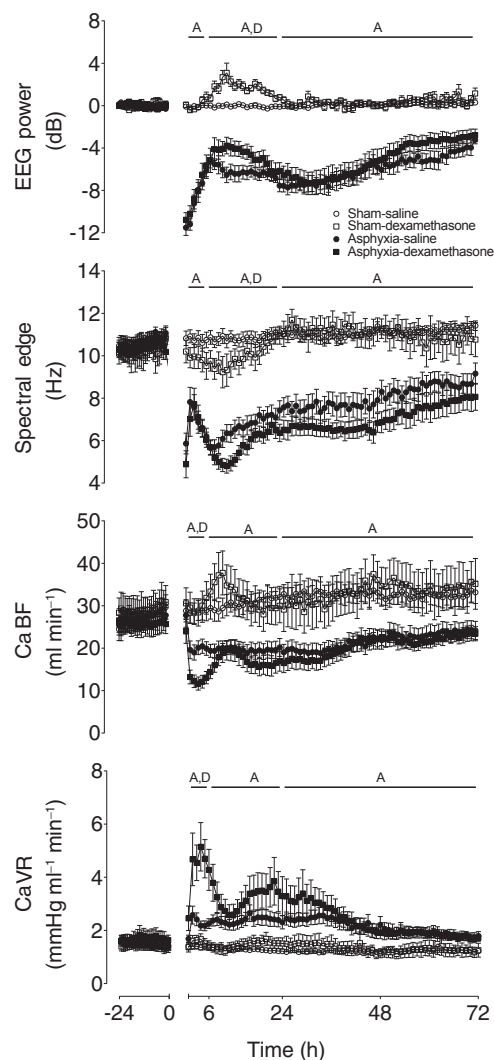 A
A,D
A
8
4
0
-4
-8
-12
EEG power
(dB)
Sham-saline
Sham-dexamethasone
Asphyxia-saline
Asphyxia-dexamethasone
A
A,D
A
14
12
10
8
6
4
Spectral edge
(Hz)
A,D
A
A
50
40
30
20
10
0
CaBF
(ml min⁻¹)
A,D
A
A
8
6
4
2
0
CaVR
(mmHg ml⁻¹ min⁻¹)
-24 0 6 24 48 72
Time (h)